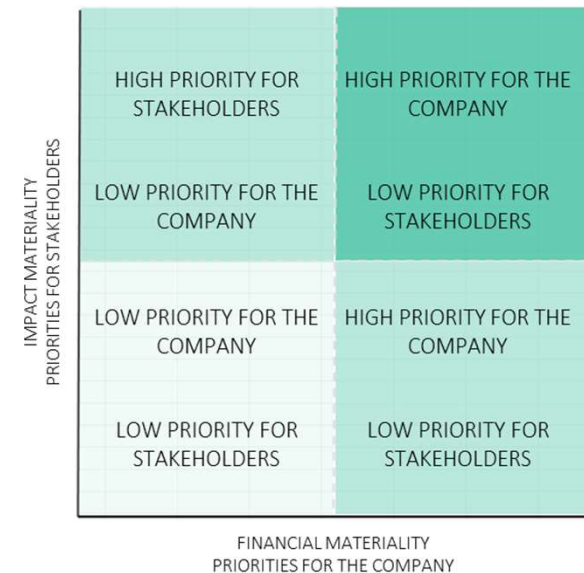 HIGH PRIORITY FOR
STAKEHOLDERS
LOW PRIORITY FOR THE
COMPANY
HIGH PRIORITY FOR THE
COMPANY
LOW PRIORITY FOR
STAKEHOLDERS
LOW PRIORITY FOR THE
COMPANY
LOW PRIORITY FOR
STAKEHOLDERS
HIGH PRIORITY FOR THE
COMPANY
LOW PRIORITY FOR
STAKEHOLDERS
IMPACT MATERIALITY
PRIORITIES FOR STAKEHOLDERS
FINANCIAL MATERIALITY
PRIORITIES FOR THE COMPANY